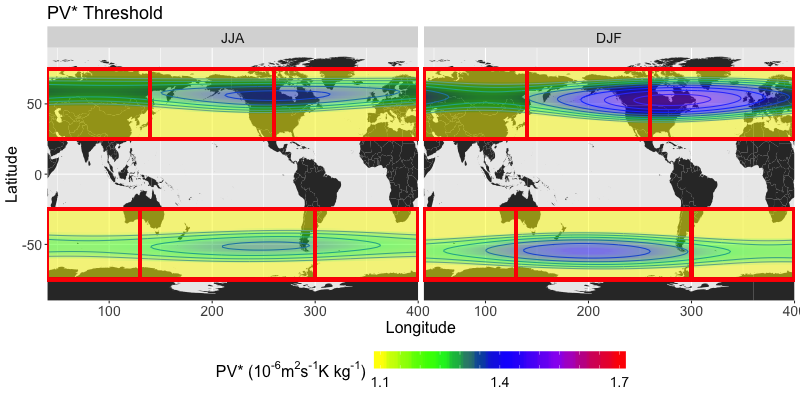 PV* Threshold
JJA DJF
50
0
-50
Latitude
100 200 300 400 100 200 300 400
Longitude
PV* (10⁻⁶m²s⁻¹K kg⁻¹)
1.1 1.4 1.7